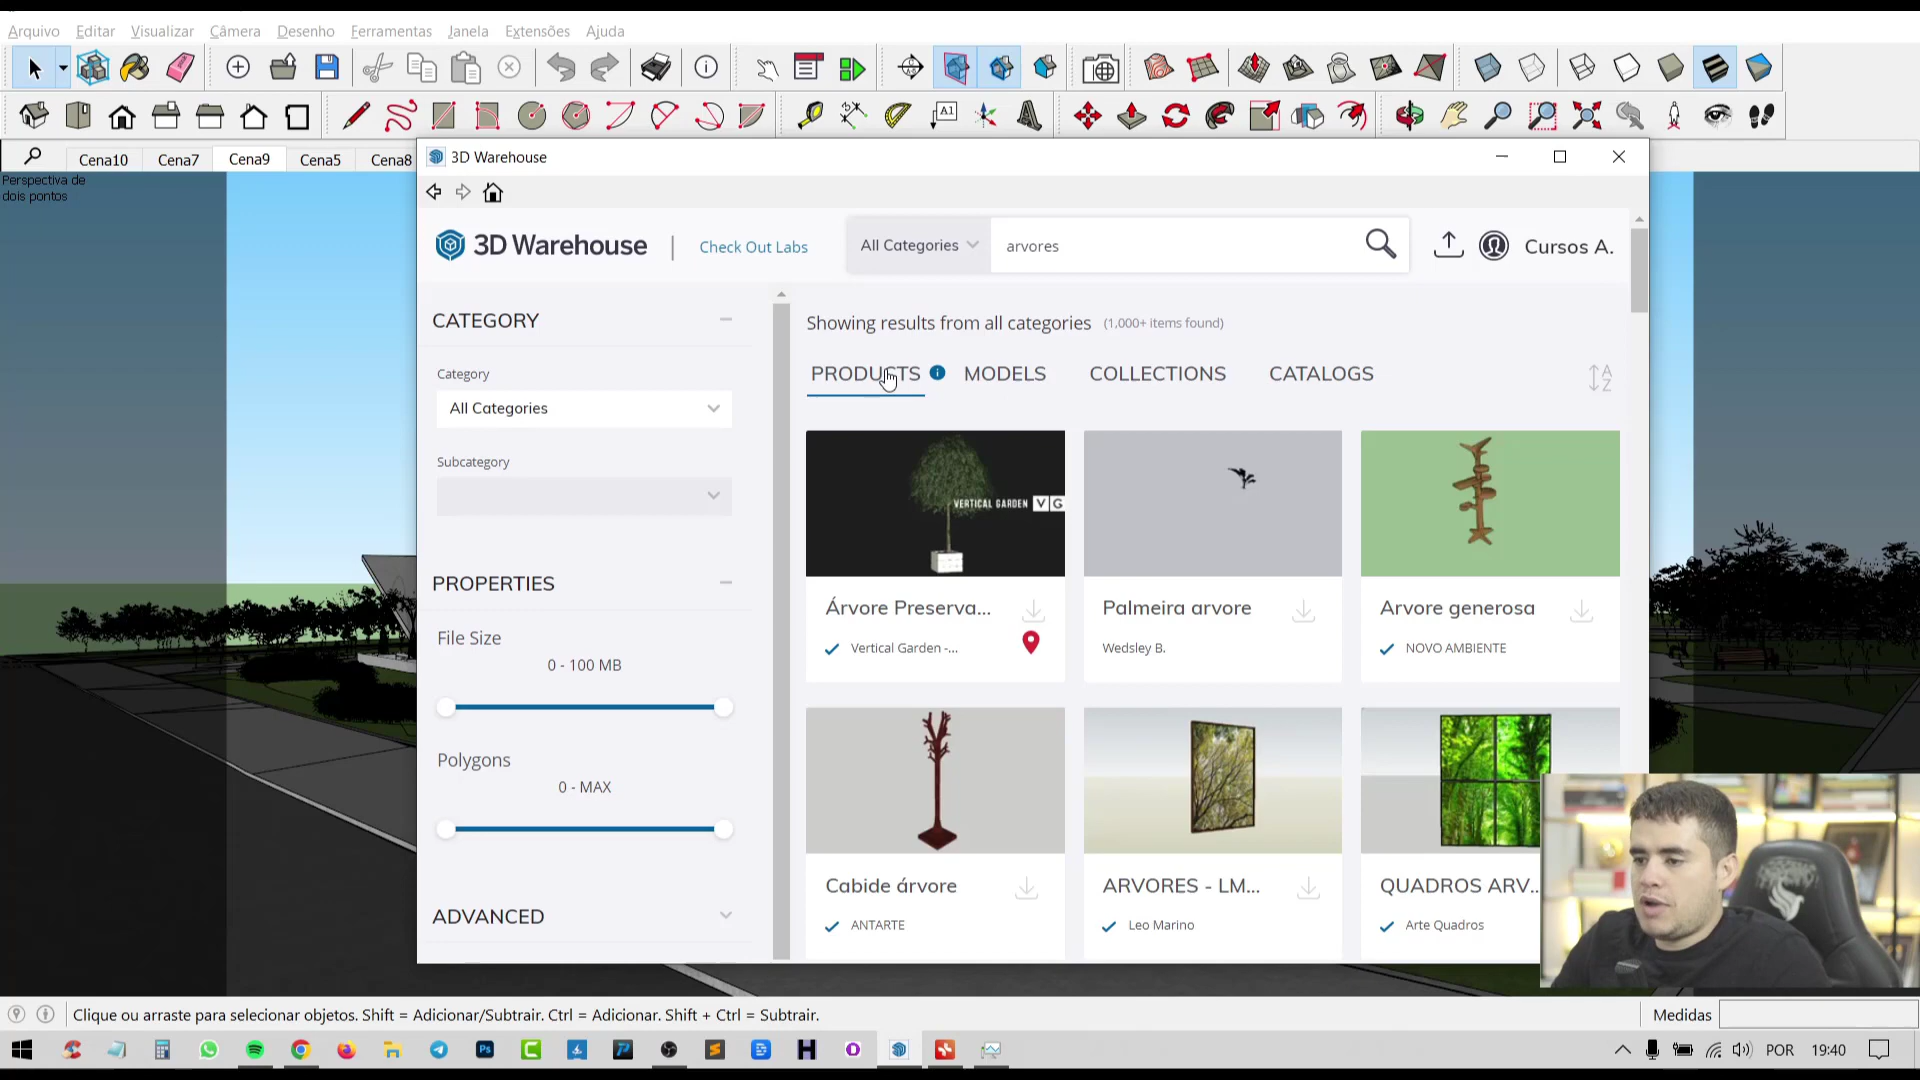 Arquivo Editar Visualizar Câmera Desenho Ferramentas Janela Extensões Ajuda
Cena10 Cena7 Cena9 Cena5 Cena8
Perspectiva de
dois pontos
3D Warehouse
3D Warehouse | Check Out Labs All Categories arvores Cursos A.
CATEGORY
Category
All Categories
Subcategory
PROPERTIES
File Size
0 - 100 MB
Polygons
0 - MAX
ADVANCED
Showing results from all categories (1,000+ items found)
PRODUCTS MODELS COLLECTIONS CATALOGS
VERTICAL GARDEN VG
Árvore Preserva... Palmeira arvore Arvore generosa
Vertical Garden -... Wedsley B. NOVO AMBIENTE
Cabide árvore ARVORES - LM... QUADROS ARV...
ANTARTE Leo Marino Arte Quadros
Clique ou arraste para selecionar objetos. Shift = Adicionar/Subtrair. Ctrl = Adicionar. Shift + Ctrl = Subtrair. Medidas
POR 19:40